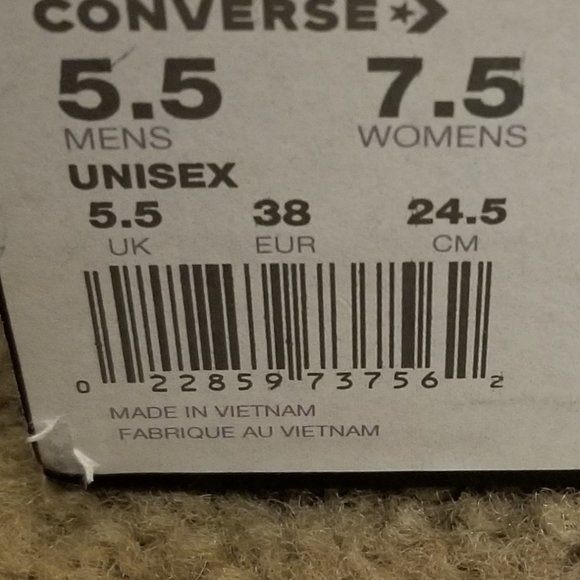 CONVERSE
5.5 7.5
MENS WOMENS
UNISEX
5.5 38 24.5
UK EUR CM
0 22859 73756 2
MADE IN VIETNAM
FABRIQUE AU VIETNAM